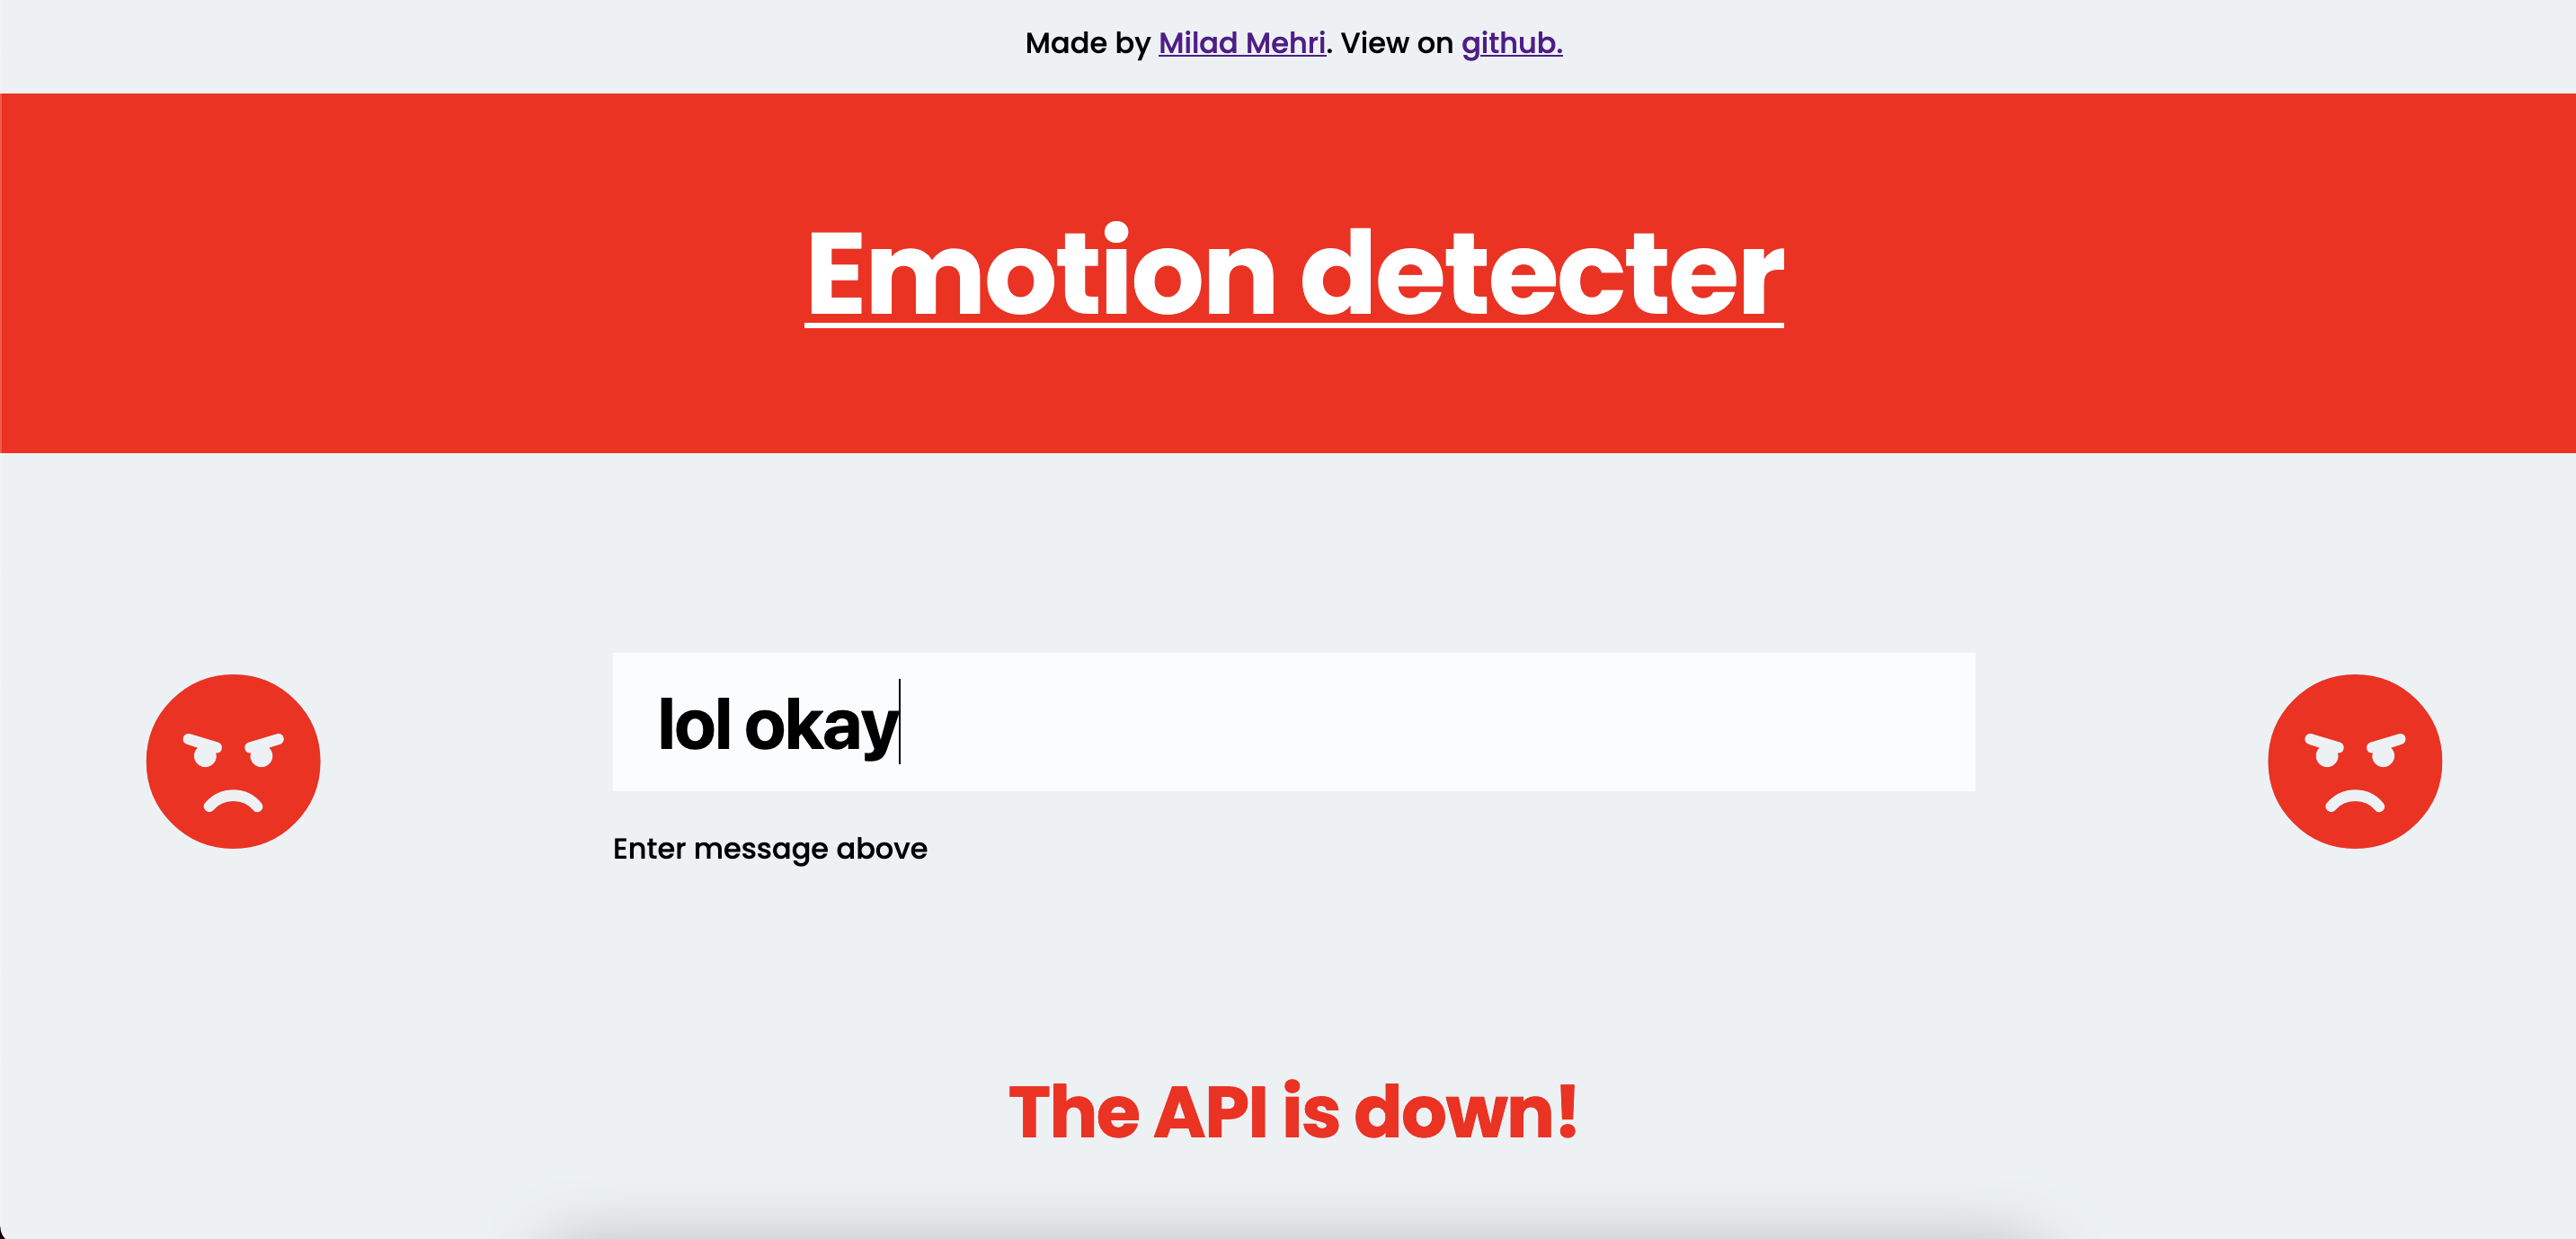 Made by Milad Mehri. View on github.
Emotion detecter
lol okay
Enter message above
The API is down!